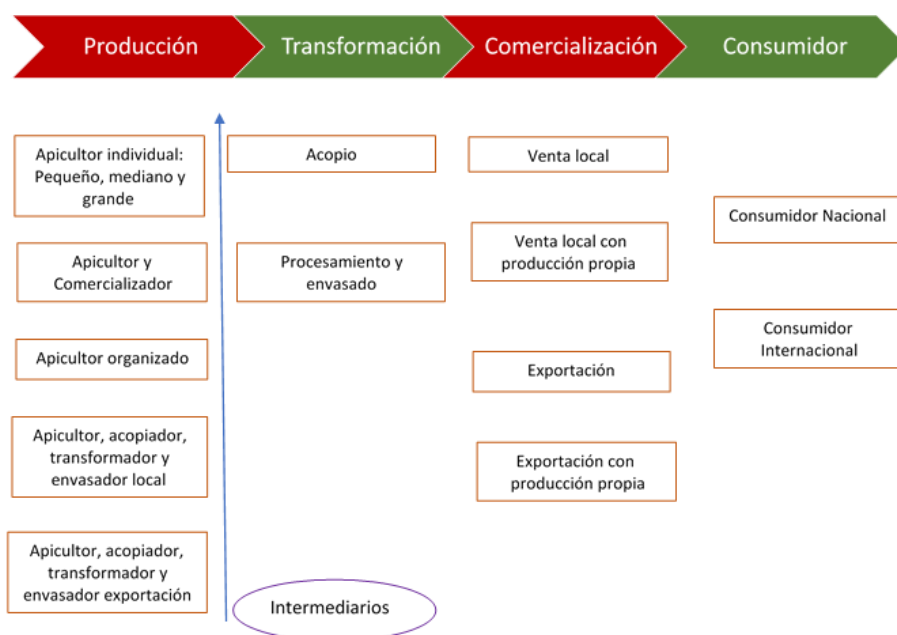 Producción
Transformación
Comercialización
Consumidor
Apicultor individual:
Pequeño, mediano y
grande
Apicultor y
Comercializador
Apicultor organizado
Apicultor, acopiador,
transformador y
envasador local
Apicultor, acopiador,
transformador y
envasador exportación
Acopio
Procesamiento y
envasado
Intermediarios
Venta local
Venta local con
producción propia
Exportación
Exportación con
producción propia
Consumidor Nacional
Consumidor
Internacional